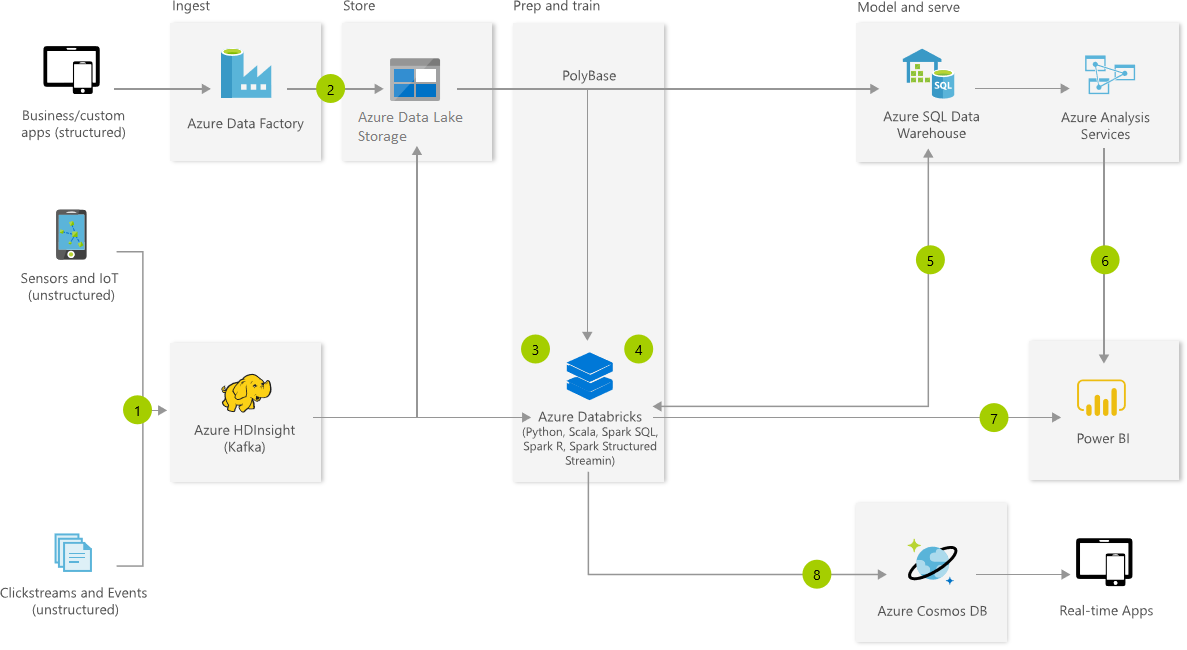 Ingest
Store
Prep and train
Model and serve
PolyBase
2
SQL
Business/custom
apps (structured)
Azure Data Factory
Azure Data Lake
Storage
Azure SQL Data
Warehouse
Azure Analysis
Services
Sensors and IoT
(unstructured)
5
6
3
4
1
Azure HDInsight
(Kafka)
Azure Databricks
(Python, Scala, Spark SQL,
Spark R, Spark Structured
Streamin)
7
Power BI
Clickstreams and Events
(unstructured)
8
Azure Cosmos DB
Real-time Apps